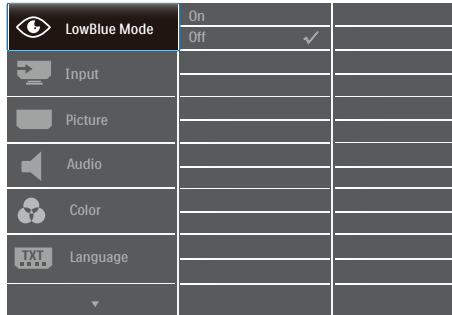 LowBlue Mode
On
Off
Input
Picture
Audio
Color
TXT
Language